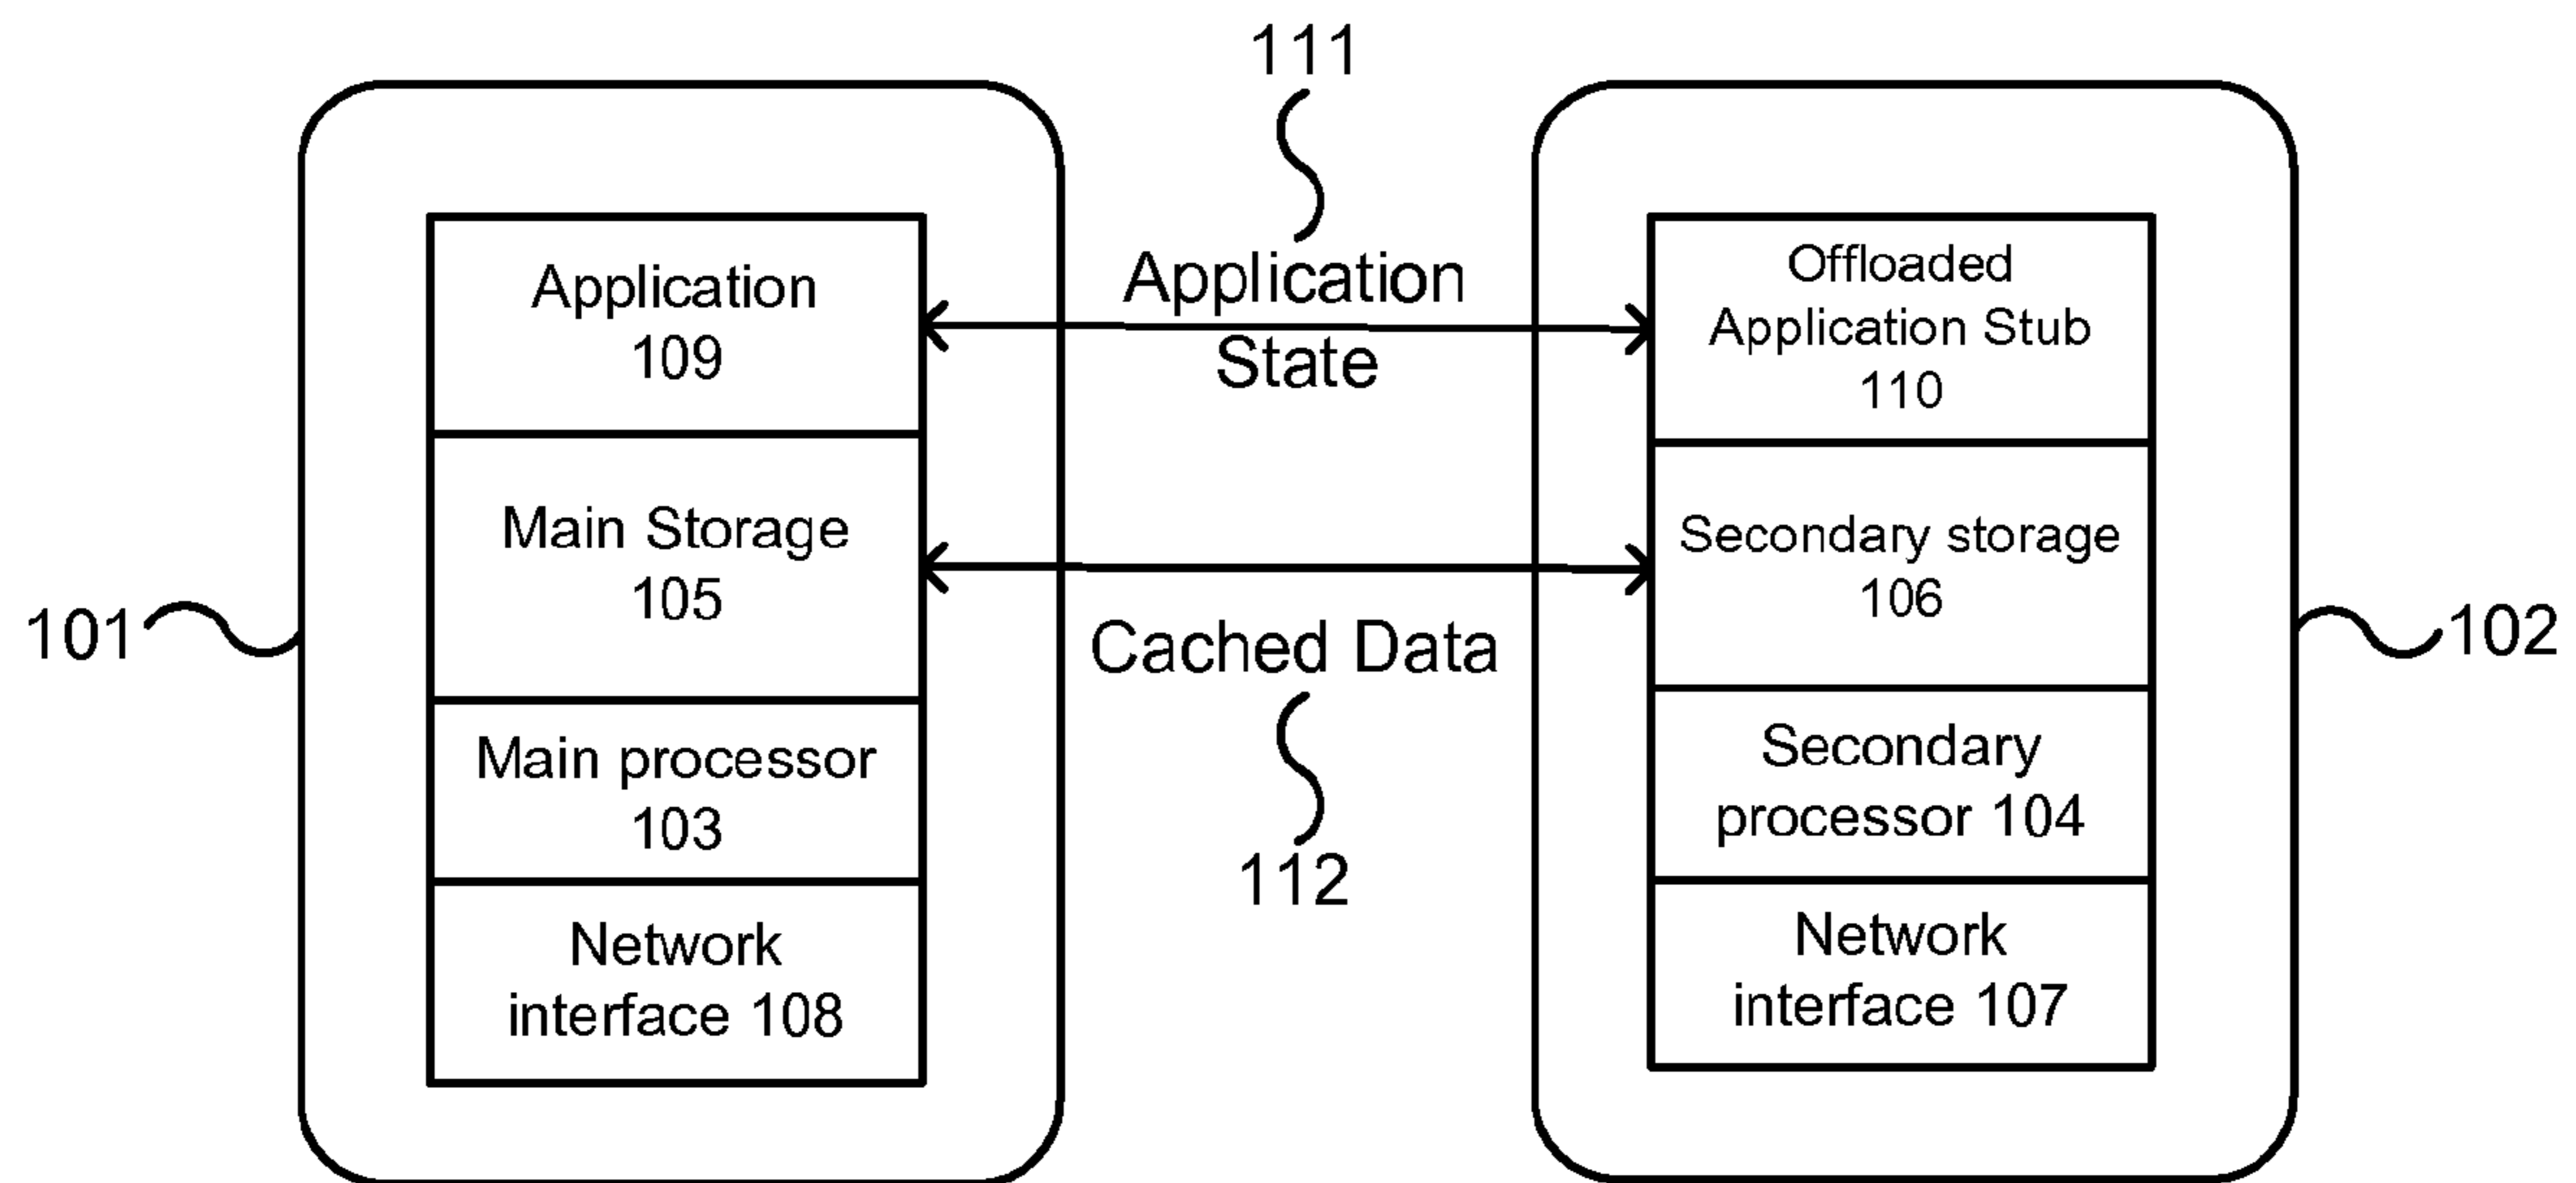 111
Application
109
Main Storage
105
Main processor
103
Network
interface 108
101
Application
State
Cached Data
112
Offloaded
Application Stub
110
Secondary storage
106
Secondary
processor 104
Network
interface 107
102